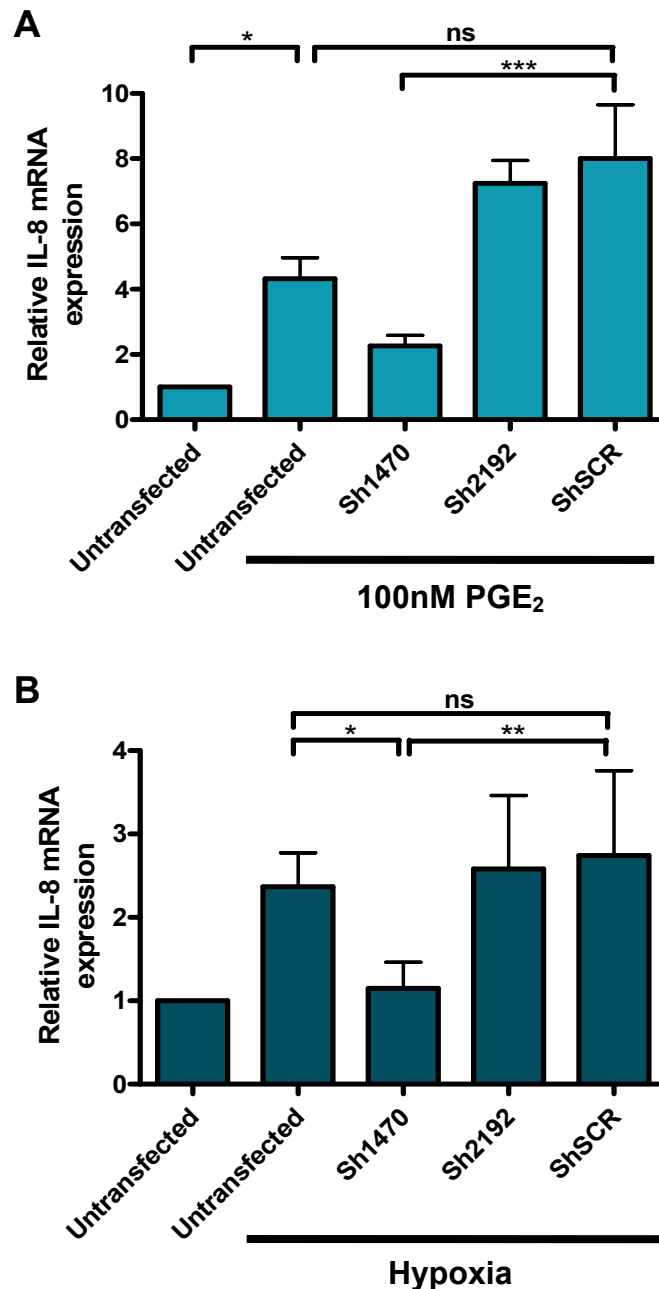 A
* ns
***
Relative IL-8 mRNA
expression
10
8
6
4
2
0
Untransfected
Untransfected
Sh1470
Sh2192
ShSCR
100nM PGE₂
B
ns
* **
Relative IL-8 mRNA
expression
4
3
2
1
0
Untransfected
Untransfected
Sh1470
Sh2192
ShSCR
Hypoxia